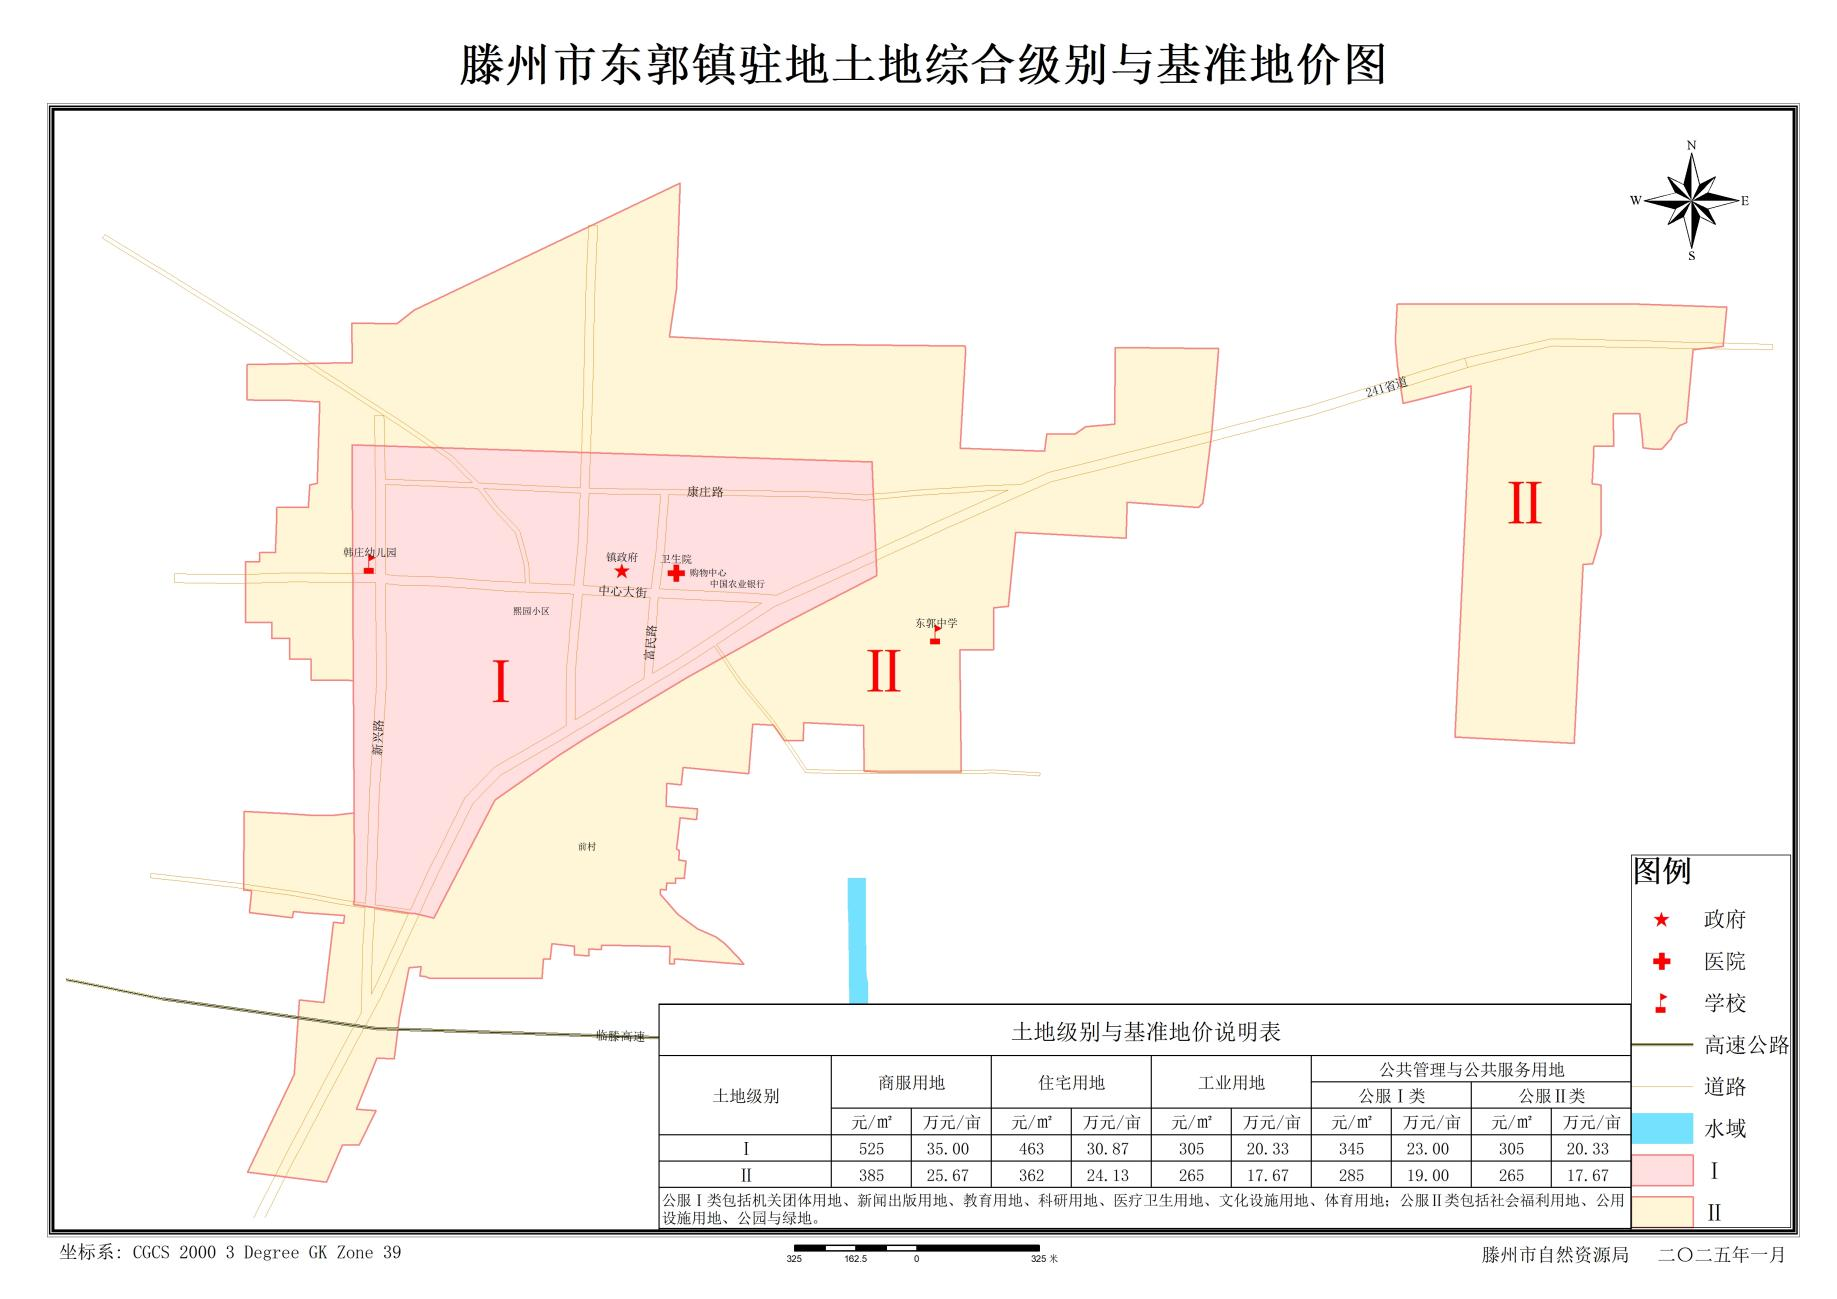 滕州市东郭镇驻地土地综合级别与基准地价图
N
W
E
S
241省道
康庄路
韩庄幼儿园
镇政府
卫生院
购物中心
中国农业银行
中心大街
熙园小区
富民路
东郭中学
Ⅰ
Ⅱ
Ⅱ
新兴路
前村
临滕高速
图例
政府
医院
学校
高速公路
道路
水域
Ⅰ
Ⅱ
土地级别与基准地价说明表
土地级别 商服用地 住宅用地 工业用地 公共管理与公共服务用地
公服Ⅰ类 公服Ⅱ类
元/㎡ 万元/亩 元/㎡ 万元/亩 元/㎡ 万元/亩 元/㎡ 万元/亩 元/㎡ 万元/亩
Ⅰ 525 35.00 463 30.87 305 20.33 345 23.00 305 20.33
Ⅱ 385 25.67 362 24.13 265 17.67 285 19.00 265 17.67
公服Ⅰ类包括机关团体用地、新闻出版用地、教育用地、科研用地、医疗卫生用地、文化设施用地、体育用地；公服Ⅱ类包括社会福利用地、公用
设施用地、公园与绿地。
坐标系: CGCS 2000 3 Degree GK Zone 39
325 162.5 0 325 米
滕州市自然资源局 二〇二五年一月